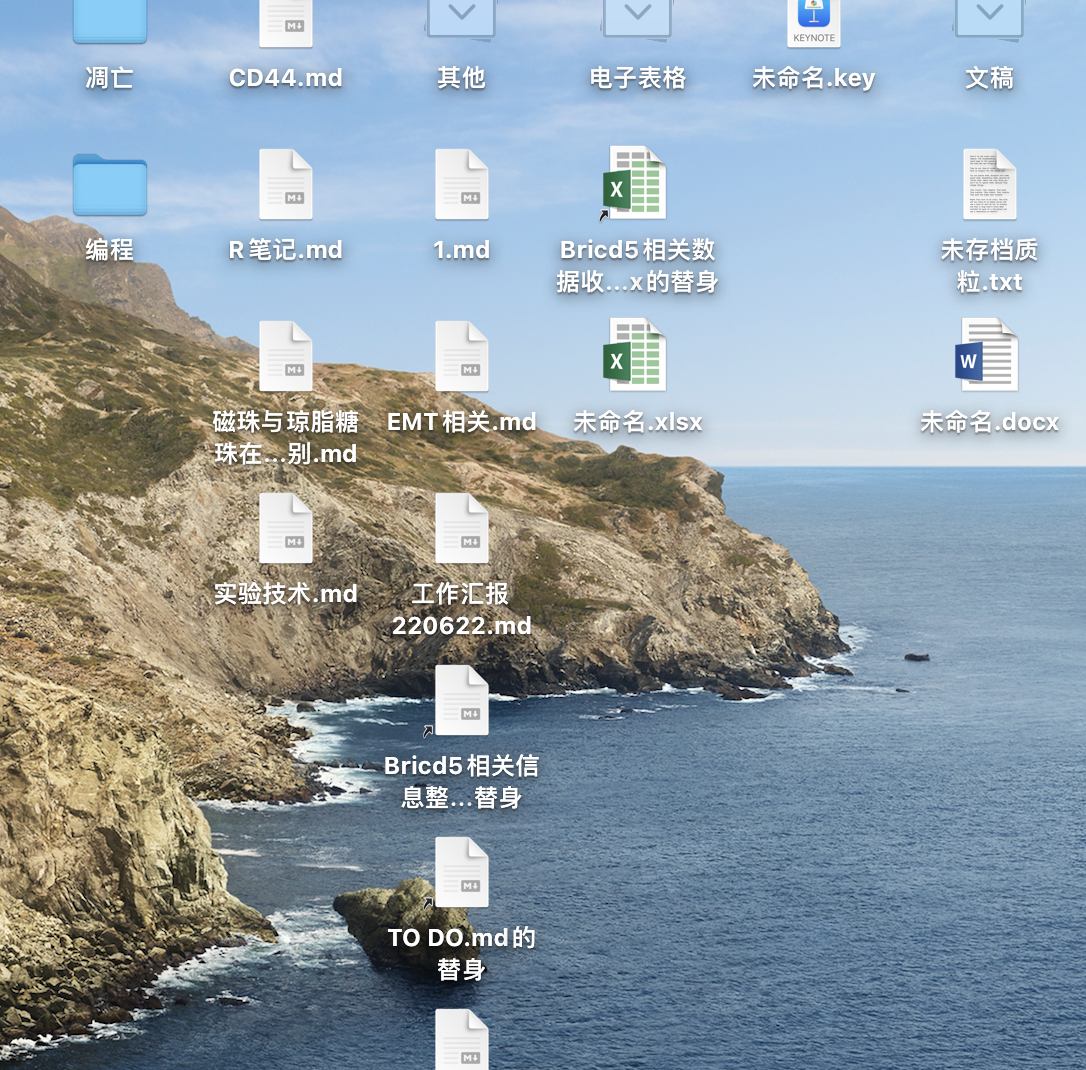 KEYNOTE
凋亡
CD44.md
其他
电子表格
未命名.key
文稿
编程
R 笔记.md
1.md
Bricd5 相关数
据收...x 的替身
未存档质
粒.txt
磁珠与琼脂糖
珠在...别.md
EMT 相关.md
未命名.xlsx
未命名.docx
实验技术.md
工作汇报
220622.md
Bricd5 相关信
息整...替身
TO DO.md 的
替身